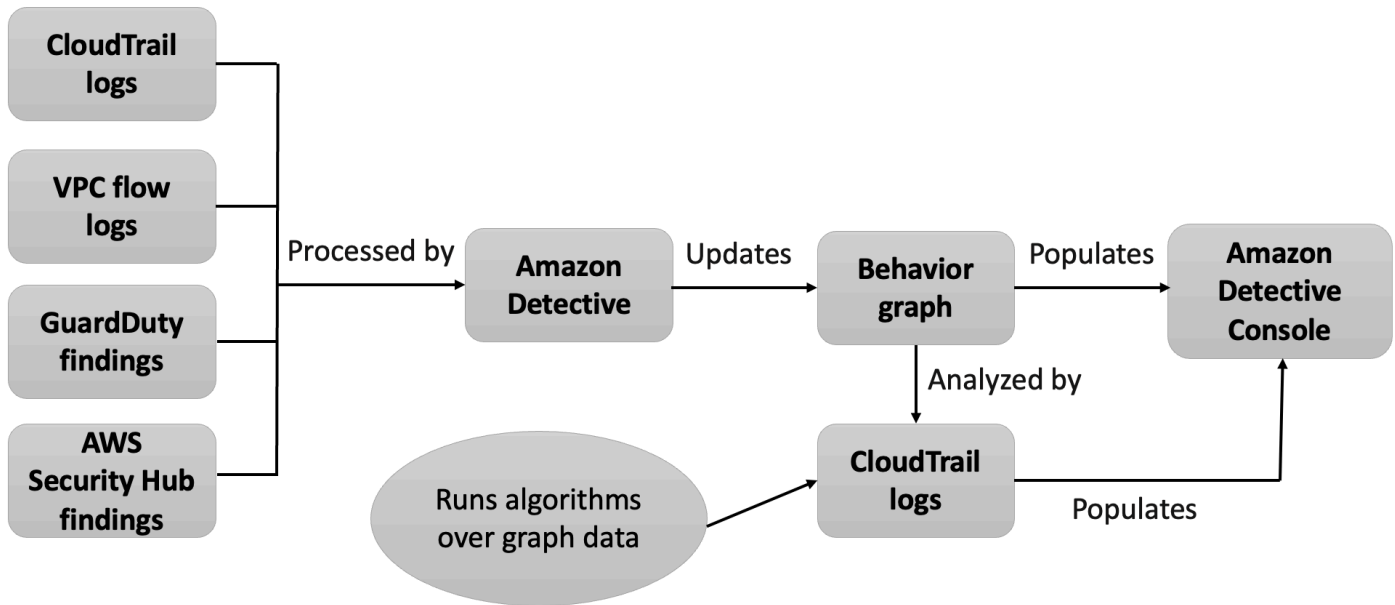 CloudTrail
logs
VPC flow
logs
GuardDuty
findings
AWS
Security Hub
findings
Processed by
Amazon
Detective
Updates
Behavior
graph
Populates
Amazon
Detective
Console
Analyzed by
CloudTrail
logs
Runs algorithms
over graph data
Populates